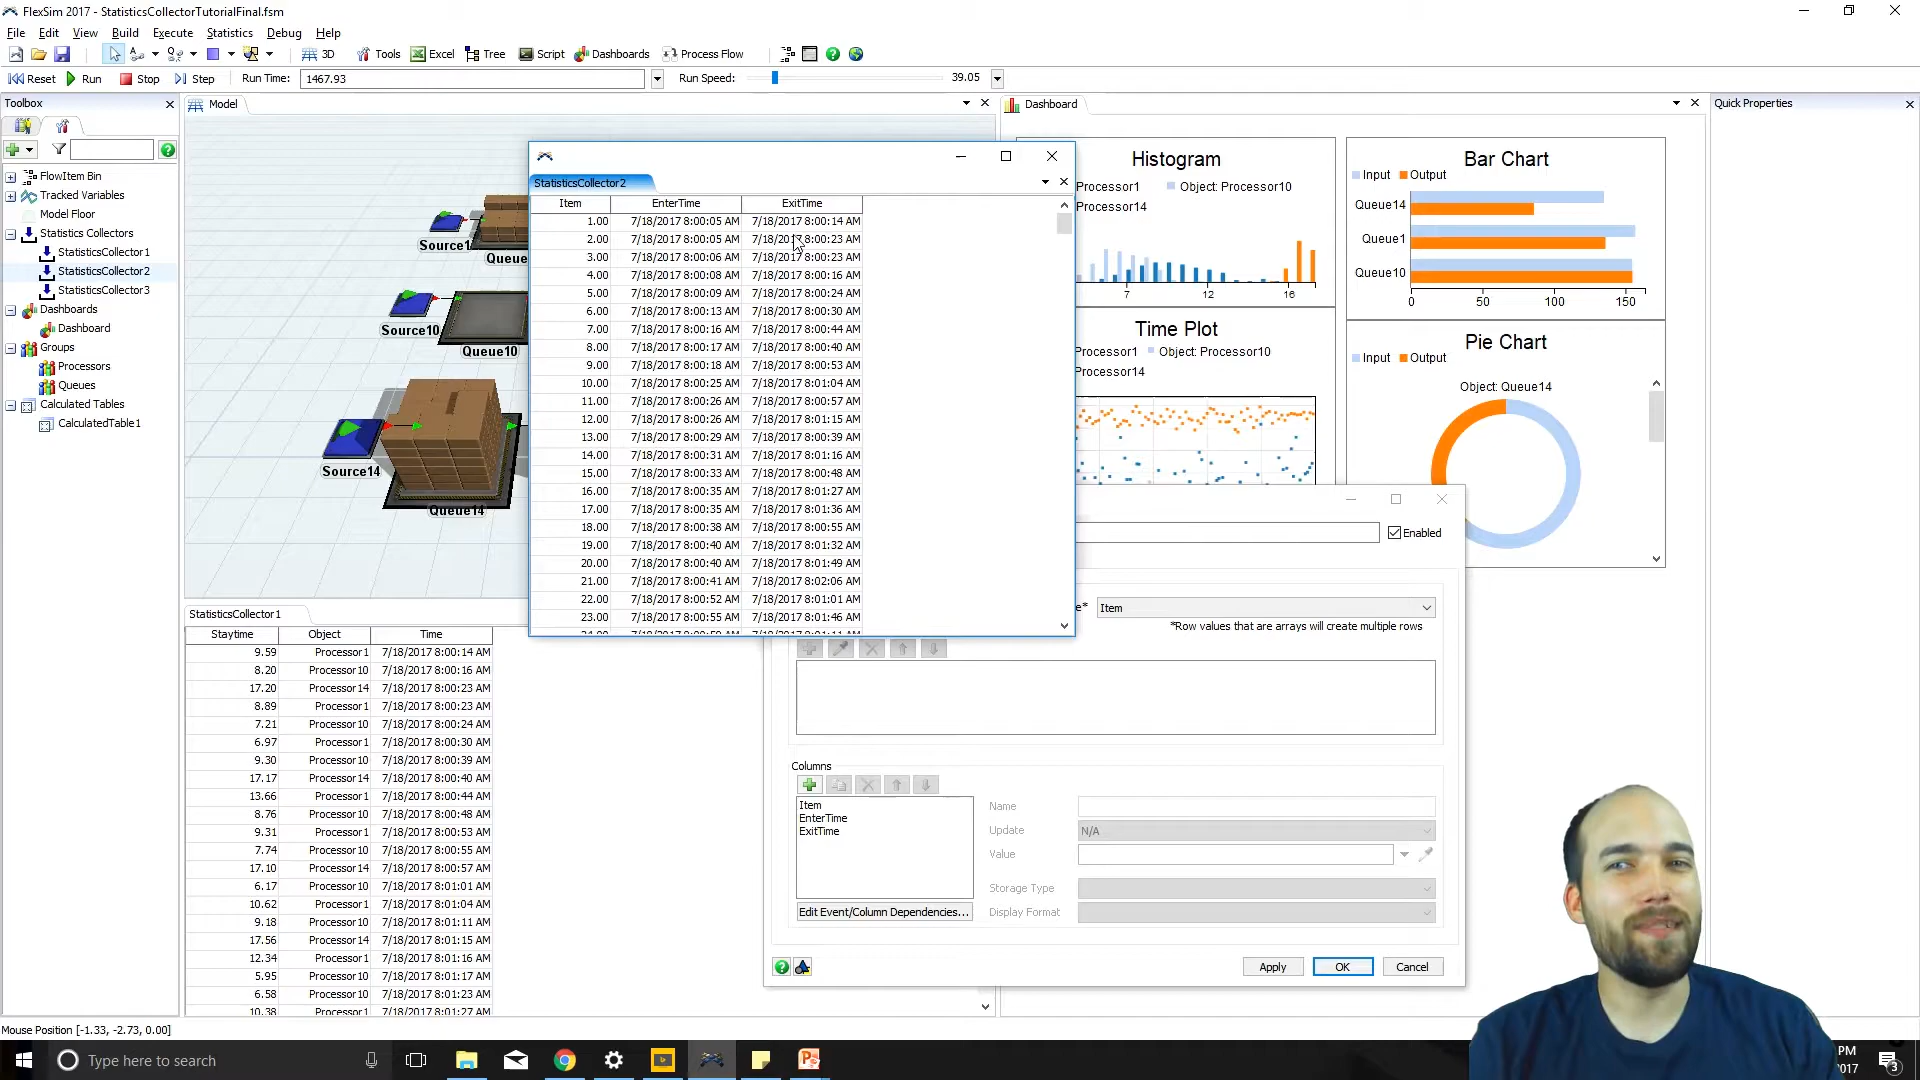 FlexSim 2017 - StatisticsCollectorTutorialFinal.fsm
File Edit View Build Execute Statistics Debug Help
3D Tools Excel Tree Script Dashboards Process Flow
Reset Run Stop Step Run Time: 1467.93 Run Speed: 39.05
Toolbox
FlowItem Bin
Tracked Variables
Model Floor
Statistics Collectors
StatisticsCollector1
StatisticsCollector2
StatisticsCollector3
Dashboards
Dashboard
Groups
Processors
Queues
Calculated Tables
CalculatedTable1
Model
Source1
Queue
Source10
Queue10
Source14
Queue14
StatisticsCollector2
Item EnterTime ExitTime
1.00 7/18/2017 8:00:05 AM 7/18/2017 8:00:14 AM
2.00 7/18/2017 8:00:05 AM 7/18/2017 8:00:23 AM
3.00 7/18/2017 8:00:06 AM 7/18/2017 8:00:23 AM
4.00 7/18/2017 8:00:08 AM 7/18/2017 8:00:16 AM
5.00 7/18/2017 8:00:09 AM 7/18/2017 8:00:24 AM
6.00 7/18/2017 8:00:13 AM 7/18/2017 8:00:30 AM
7.00 7/18/2017 8:00:16 AM 7/18/2017 8:00:44 AM
8.00 7/18/2017 8:00:17 AM 7/18/2017 8:00:40 AM
9.00 7/18/2017 8:00:18 AM 7/18/2017 8:00:53 AM
10.00 7/18/2017 8:00:25 AM 7/18/2017 8:01:04 AM
11.00 7/18/2017 8:00:26 AM 7/18/2017 8:00:57 AM
12.00 7/18/2017 8:00:26 AM 7/18/2017 8:01:15 AM
13.00 7/18/2017 8:00:29 AM 7/18/2017 8:00:39 AM
14.00 7/18/2017 8:00:31 AM 7/18/2017 8:01:16 AM
15.00 7/18/2017 8:00:33 AM 7/18/2017 8:00:48 AM
16.00 7/18/2017 8:00:35 AM 7/18/2017 8:01:27 AM
17.00 7/18/2017 8:00:35 AM 7/18/2017 8:01:36 AM
18.00 7/18/2017 8:00:38 AM 7/18/2017 8:00:55 AM
19.00 7/18/2017 8:00:40 AM 7/18/2017 8:01:32 AM
20.00 7/18/2017 8:00:40 AM 7/18/2017 8:01:49 AM
21.00 7/18/2017 8:00:41 AM 7/18/2017 8:02:06 AM
22.00 7/18/2017 8:00:52 AM 7/18/2017 8:01:01 AM
23.00 7/18/2017 8:00:55 AM 7/18/2017 8:01:46 AM
StatisticsCollector1
Staytime Object Time
9.59 Processor1 7/18/2017 8:00:14 AM
8.20 Processor10 7/18/2017 8:00:16 AM
17.20 Processor14 7/18/2017 8:00:23 AM
8.89 Processor1 7/18/2017 8:00:23 AM
7.21 Processor10 7/18/2017 8:00:24 AM
6.97 Processor1 7/18/2017 8:00:30 AM
9.30 Processor10 7/18/2017 8:00:39 AM
17.17 Processor14 7/18/2017 8:00:40 AM
13.66 Processor1 7/18/2017 8:00:44 AM
8.76 Processor10 7/18/2017 8:00:48 AM
9.31 Processor1 7/18/2017 8:00:53 AM
7.74 Processor10 7/18/2017 8:00:55 AM
17.10 Processor14 7/18/2017 8:00:57 AM
6.17 Processor10 7/18/2017 8:01:01 AM
10.62 Processor1 7/18/2017 8:01:04 AM
9.18 Processor10 7/18/2017 8:01:11 AM
17.56 Processor14 7/18/2017 8:01:15 AM
12.34 Processor1 7/18/2017 8:01:16 AM
5.95 Processor10 7/18/2017 8:01:17 AM
6.58 Processor10 7/18/2017 8:01:23 AM
10.38 Processor1 7/18/2017 8:01:27 AM
Dashboard
Histogram
Processor1 Object: Processor10
Processor14
7 12 16
Time Plot
Processor1 Object: Processor10
Processor14
Bar Chart
Input Output
Queue14
Queue1
Queue10
0 50 100 150
Pie Chart
Input Output
Object: Queue14
Quick Properties
Enabled
e* Item
*Row values that are arrays will create multiple rows
Columns
Item
EnterTime
ExitTime
Name
Update N/A
Value
Storage Type
Display Format
Edit Event/Column Dependencies...
Apply OK Cancel
Mouse Position [-1.33, -2.73, 0.00]
Type here to search
PM
2017
3